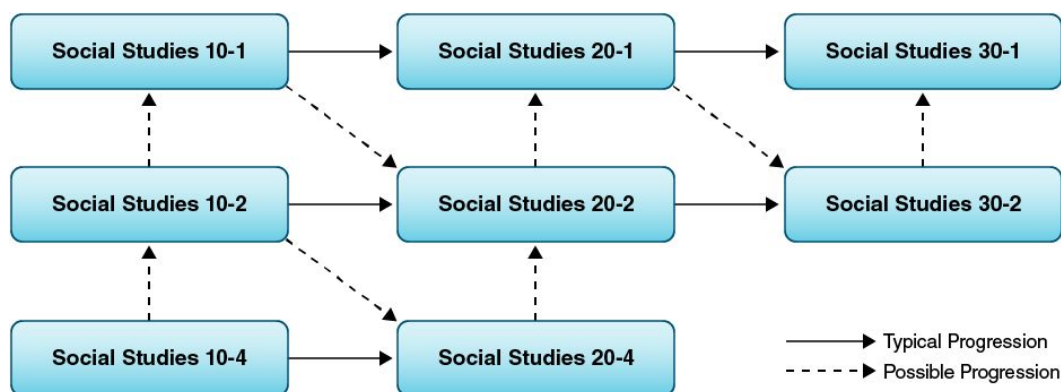 Social Studies 10-1
Social Studies 20-1
Social Studies 30-1
Social Studies 10-2
Social Studies 20-2
Social Studies 30-2
Social Studies 10-4
Social Studies 20-4
Typical Progression
Possible Progression